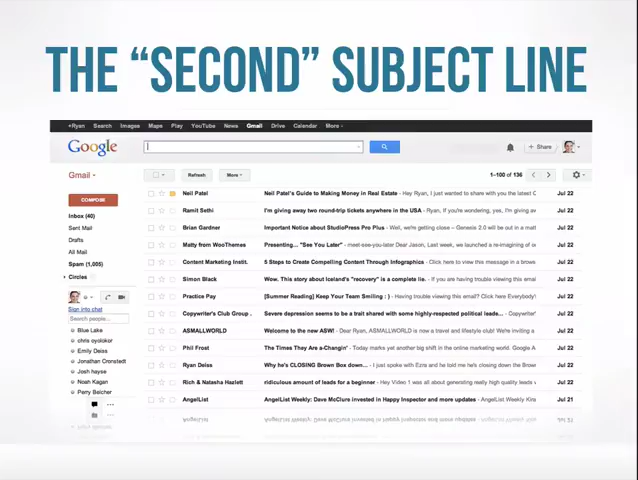 THE “SECOND” SUBJECT LINE
+Ryan Search Images Maps Play YouTube News Gmail Drive Calendar More
Google
+ Share
Gmail
Refresh More
1–100 of 136
COMPOSE
Inbox (40)
Sent Mail
Drafts
All Mail
Spam (1,005)
Circles
Sign into chat
Search people...
Blue Lake
chris oyolokor
Emily Deiss
Jonathan Cronstedt
Josh hayse
Noah Kagan
Perry Belcher
Neil Patel Neil Patel's Guide to Making Money in Real Estate - Hey Ryan, I just wanted to share with you the latest C Jul 22
Ramit Sethi I'm giving away two round-trip tickets anywhere in the USA - Ryan, If you're wondering, yes, I'm giving av Jul 22
Brian Gardner Important Notice about StudioPress Pro Plus - Well, we're getting close – Genesis 2.0 will be out in a matt Jul 22
Matty from WooThemes Presenting... "See You Later" - meet-see-you-later Dear Jason, Last week, we launched a re-imagining of o Jul 22
Content Marketing Instit. 5 Steps to Create Compelling Content Through Infographics - Click here to view this message in a brows Jul 22
Simon Black Wow. This story about Iceland's "recovery" is a complete lie. - If you are having trouble viewing this email Jul 22
Practice Pay [Summer Reading] Keep Your Team Smiling : ) - Having trouble viewing this email? Click here Everybody' Jul 22
Copywriter's Club Group . Severe depression seems to be a trait shared with some highly-respected political leade... Jul 22
ASMALLWORLD Welcome to the new ASW! - Dear Ryan, ASMALLWORLD is now a travel and lifestyle club! We're inviting a Jul 22
Phil Frost The Times They Are a-Changin' - Today marks yet another big shift in the online marketing world. Google A Jul 22
Ryan Deiss Why he's CLOSING Brown Box down... - I just spoke with Ezra and he told me he's closing down the Brow Jul 22
Rich & Natasha Hazlett ridiculous amount of leads for a beginner - Hey Video 1 was all about generating really high quality leads v Jul 22
AngelList AngelList Weekly: Dave McClure invested in Happy Inspector and more updates - AngelList Weekly Kira Jul 21